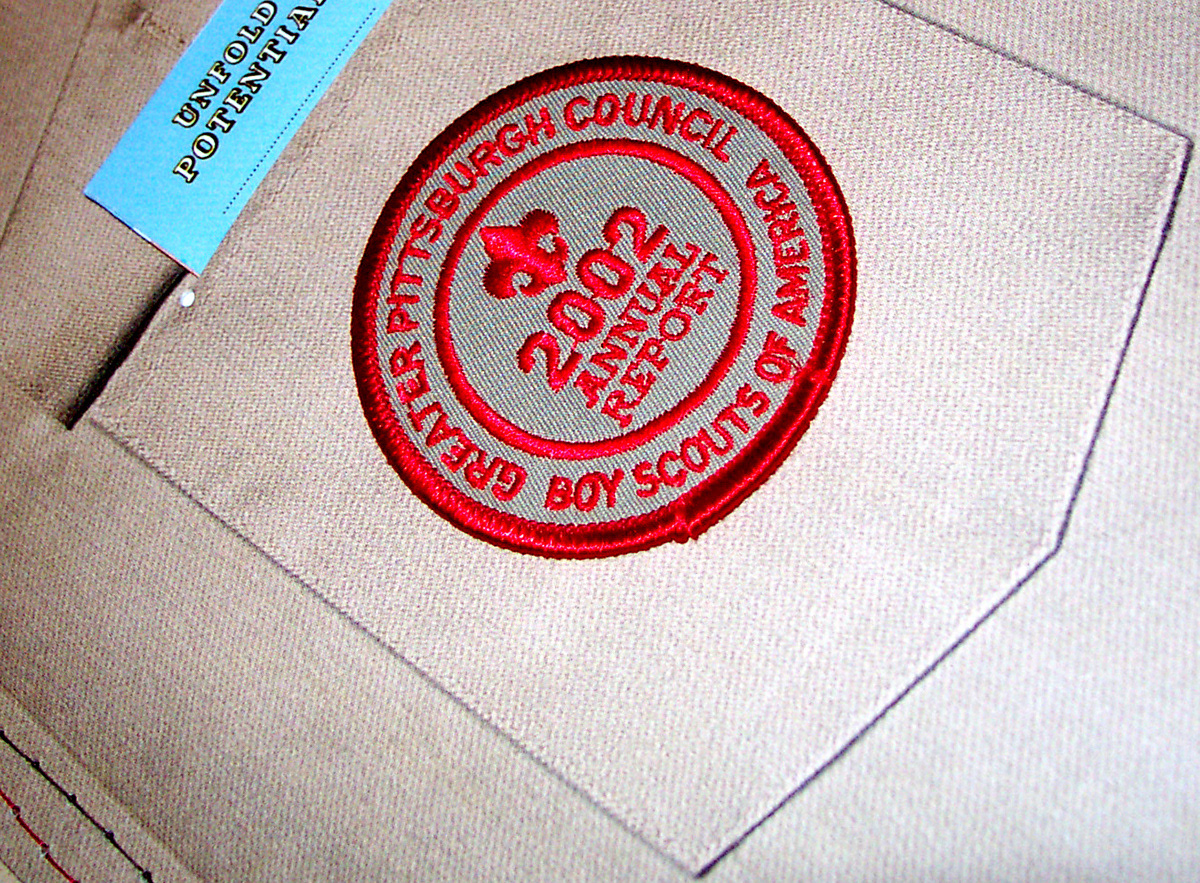 UNFOLD
POTENTIAL
GREATER PITTSBURGH COUNCIL
2002
ANNUAL
REPORT
BOY SCOUTS OF AMERICA